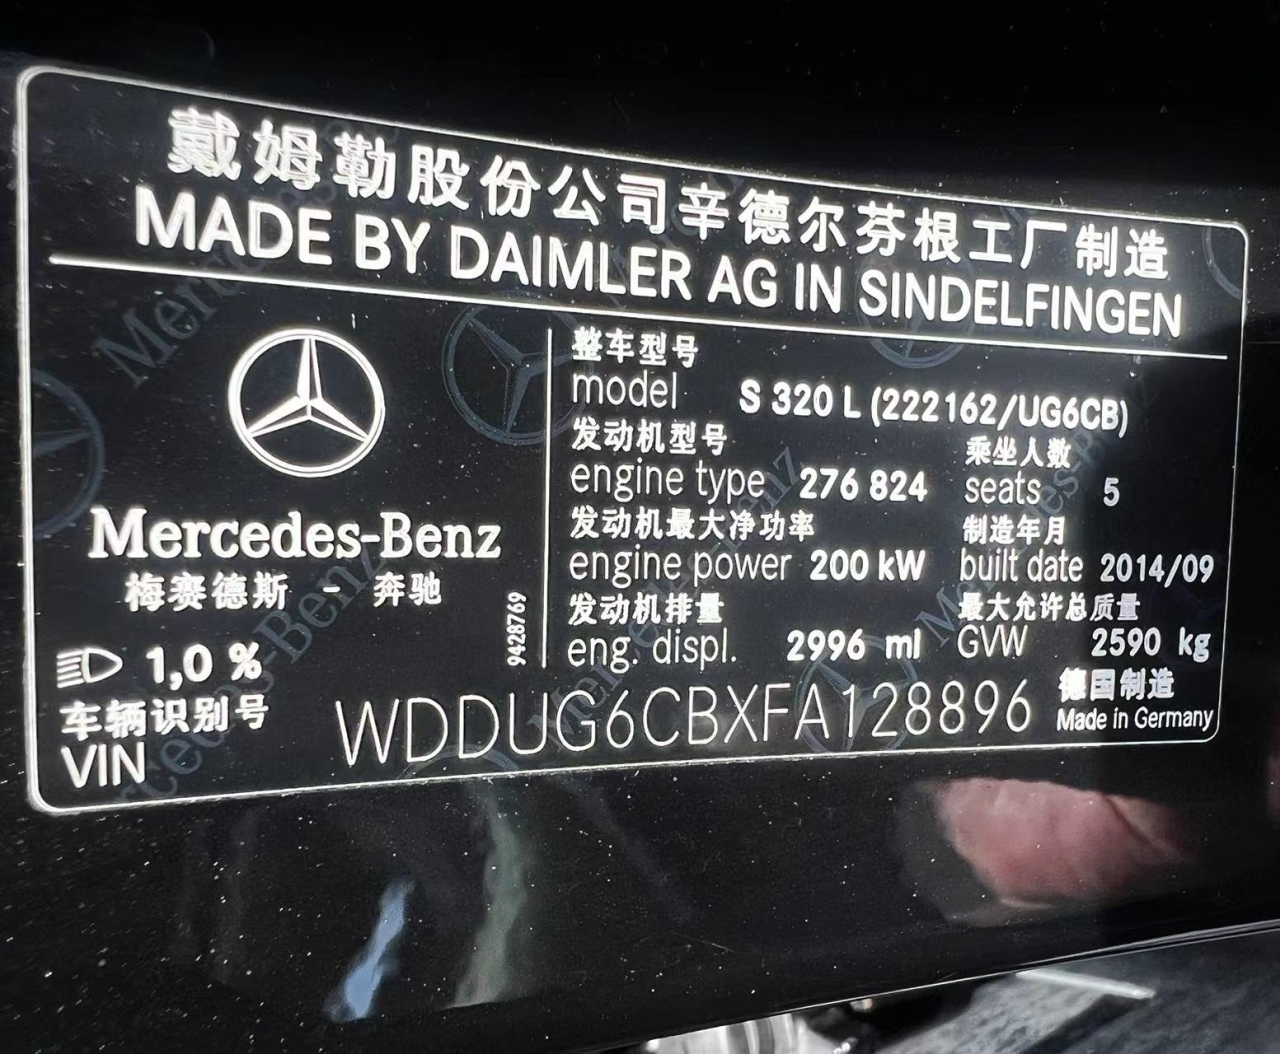 戴姆勒股份公司辛德尔芬根工厂制造
MADE BY DAIMLER AG IN SINDELFINGEN
Mercedes-Benz
梅赛德斯 - 奔驰
9428769
1,0 %
整车型号
model S 320 L (222162/UG6CB)
发动机型号 乘坐人数
engine type 276 824 seats 5
发动机最大净功率 制造年月
engine power 200 kW built date 2014/09
发动机排量 最大允许总质量
eng. displ. 2996 ml GVW 2590 kg
车辆识别号
VIN WDDUG6CBXFA128896
德国制造
Made in Germany